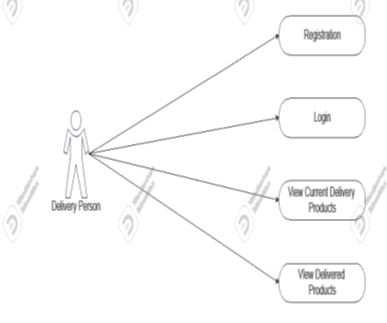 Registration
Login
Delivery Person
View Current Delivery
Products
View Delivered
Products